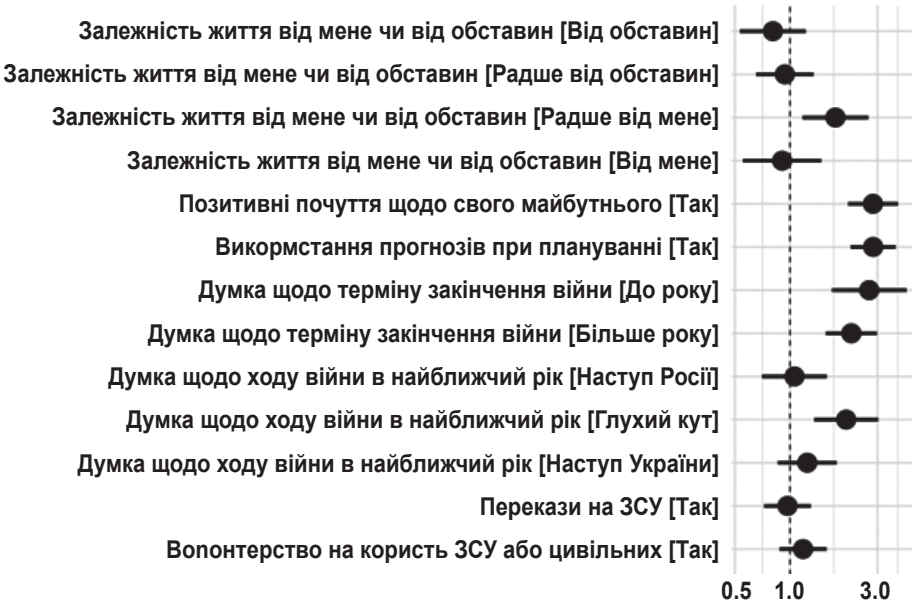 Залежність життя від мене чи від обставин [Від обставин]
Залежність життя від мене чи від обставин [Радше від обставин]
Залежність життя від мене чи від обставин [Радше від мене]
Залежність життя від мене чи від обставин [Від мене]
Позитивні почуття щодо свого майбутнього [Так]
Викормстання прогнозів при плануванні [Так]
Думка щодо терміну закінчення війни [До року]
Думка щодо терміну закінчення війни [Більше року]
Думка щодо ходу війни в найближчий рік [Наступ Росії]
Думка щодо ходу війни в найближчий рік [Глухий кут]
Думка щодо ходу війни в найближчий рік [Наступ України]
Перекази на ЗСУ [Так]
Вопонтерство на користь ЗСУ або цивільних [Так]
0.5 1.0 3.0